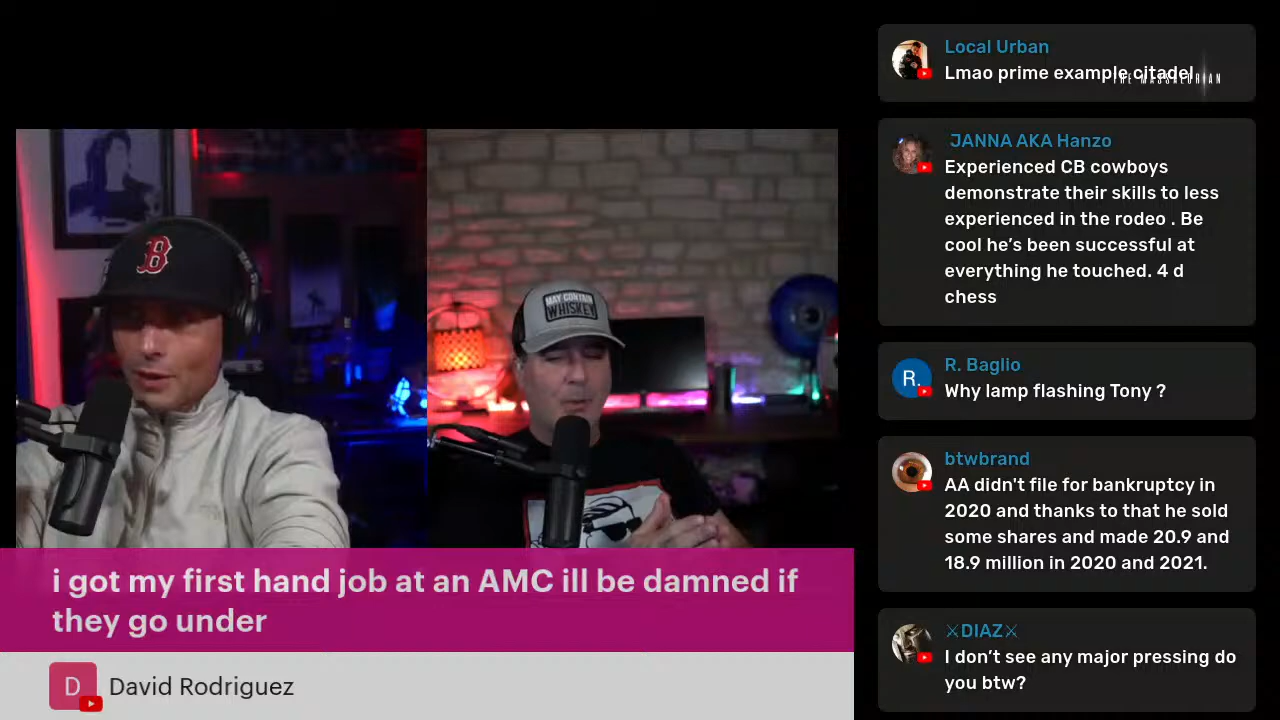 B
MAY CONTAIN
WHISKEY
i got my first hand job at an AMC ill be damned if
they go under
D
David Rodriguez
Local Urban
Lmao prime example citadel
THE MASSHEURIAN
JANNA AKA Hanzo
Experienced CB cowboys
demonstrate their skills to less
experienced in the rodeo . Be
cool he’s been successful at
everything he touched. 4 d
chess
R.
R. Baglio
Why lamp flashing Tony ?
btwbrand
AA didn't file for bankruptcy in
2020 and thanks to that he sold
some shares and made 20.9 and
18.9 million in 2020 and 2021.
⚔DIAZ⚔
I don’t see any major pressing do
you btw?